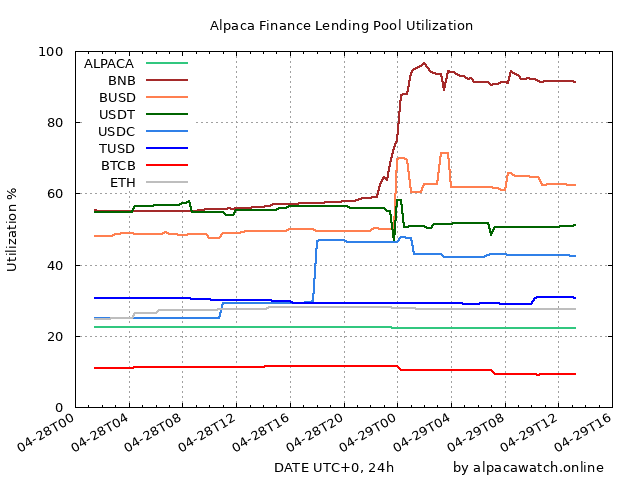 Alpaca Finance Lending Pool Utilization
100
80
60
40
20
0
Utilization %
ALPACA
BNB
BUSD
USDT
USDC
TUSD
BTCB
ETH
04-28T00
04-28T04
04-28T08
04-28T12
04-28T16
04-28T20
04-29T00
04-29T04
04-29T08
04-29T12
04-29T16
DATE UTC+0, 24h
by alpacawatch.online